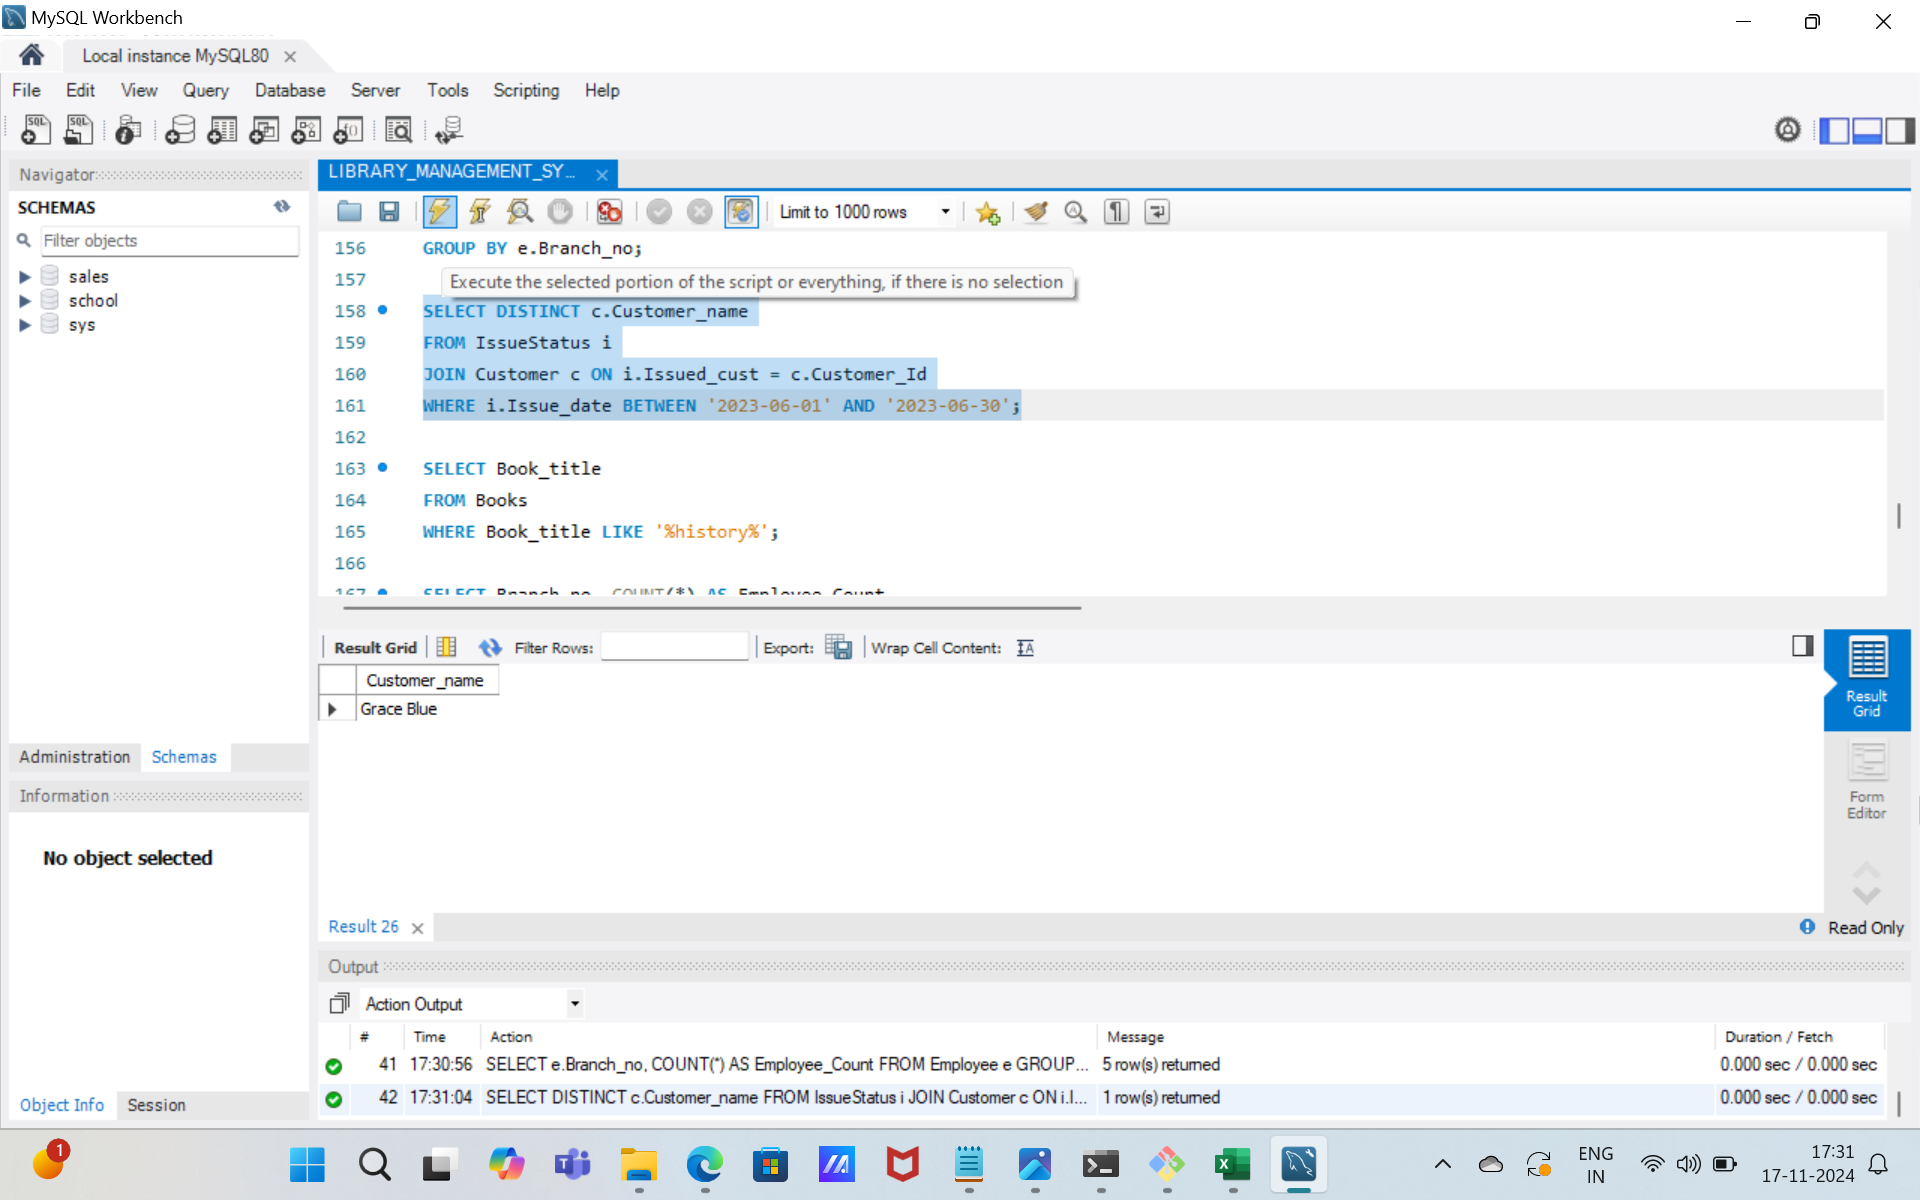 MySQL Workbench
Local instance MySQL80
File Edit View Query Database Server Tools Scripting Help
SQL SQL
Navigator
SCHEMAS
Filter objects
sales
school
sys
Administration Schemas
Information
No object selected
Object Info Session
LIBRARY_MANAGEMENT_SY...
Limit to 1000 rows
156 GROUP BY e.Branch_no;
157
Execute the selected portion of the script or everything, if there is no selection
158 SELECT DISTINCT c.Customer_name
159 FROM IssueStatus i
160 JOIN Customer c ON i.Issued_cust = c.Customer_Id
161 WHERE i.Issue_date BETWEEN '2023-06-01' AND '2023-06-30';
162
163 SELECT Book_title
164 FROM Books
165 WHERE Book_title LIKE '%history%';
166
167 SELECT Branch_no, COUNT(*) AS Employee_Count
Result Grid Filter Rows: Export: Wrap Cell Content:
Customer_name
Grace Blue
Result Grid
Form Editor
Result 26
Read Only
Output
Action Output
# Time Action Message Duration / Fetch
41 17:30:56 SELECT e.Branch_no, COUNT(*) AS Employee_Count FROM Employee e GROUP... 5 row(s) returned 0.000 sec / 0.000 sec
42 17:31:04 SELECT DISTINCT c.Customer_name FROM IssueStatus i JOIN Customer c ON i.I... 1 row(s) returned 0.000 sec / 0.000 sec
1
ENG
IN
17:31
17-11-2024